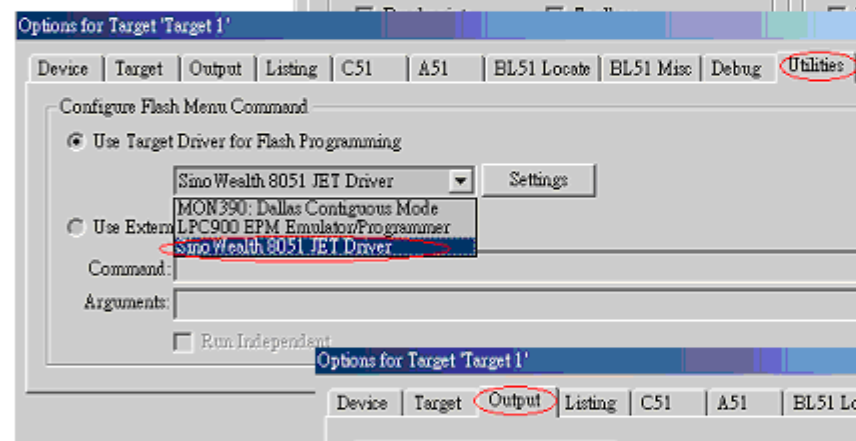 Options for Target 'Target 1'
Device Target Output Listing C51 A51 BL51 Locate BL51 Misc Debug Utilities
Configure Flash Menu Command
Use Target Driver for Flash Programming
SinoWealth 8051 JET Driver Settings
MON390: Dallas Contiguous Mode
Use Extern LPC900 EPM Emulator/Programmer
SinoWealth 8051 JET Driver
Command:
Arguments:
Run Independant
Options for Target 'Target 1'
Device Target Output Listing C51 A51 BL51 Lo